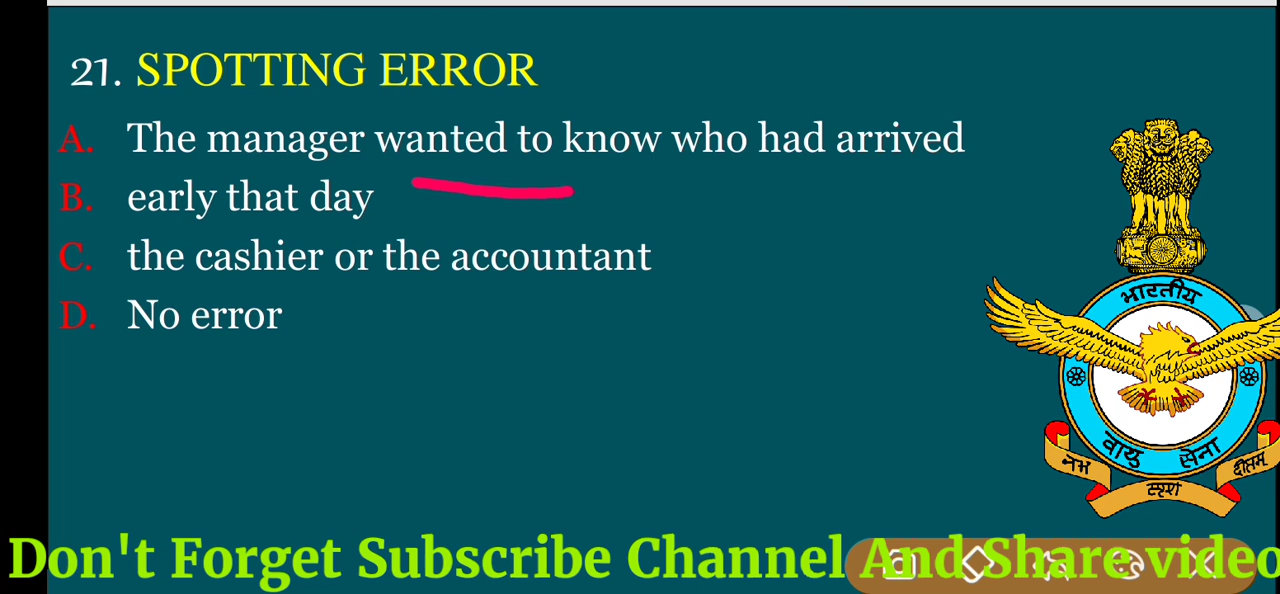 21. SPOTTING ERROR
A. The manager wanted to know who had arrived
B. early that day
C. the cashier or the accountant
D. No error
भारतीय
वायु सेना
नभ स्पृशं दीप्तम्
Don't Forget Subscribe Channel And Share video